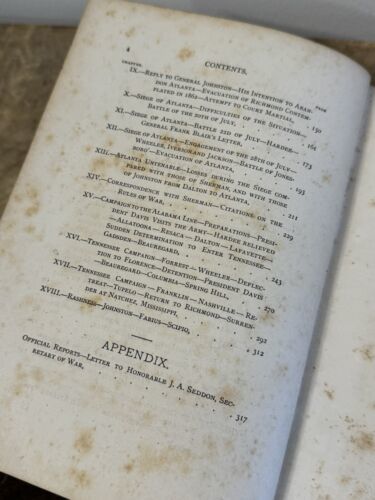 4
CONTENTS.
CHAPTER. PAGE
IX.—Reply to General Johnston—His Intention to Aban-
don Atlanta—Evacuation of Richmond Contem-
plated in 1862—Attempt to Court Martial, . 150
X.—Siege of Atlanta—Difficulties of the Situation—
Battle of the 20th of July, . . . 161
XI.—Siege of Atlanta—Battle 22d of July—Hardee—
General Frank Blair's Letter, . . 173
XII.—Siege of Atlanta—Engagement of the 28th of July—
Wheeler, Iverson and Jackson—Battle of Jones-
boro'—Evacuation of Atlanta, . . 193
XIII.—Atlanta Untenable—Losses during the Siege com-
pared with those of Sherman, and with those
of Johnston from Dalton to Atlanta, . . 211
XIV.—Correspondence with Sherman—Citations on the
Rules of War, . . . . 229
XV.—Campaign to the Alabama Line—Preparations—Presi-
dent Davis Visits the Army—Hardee Relieved
—Allatoona—Resaca—Dalton—Lafayette—
Sudden Determination to Enter Tennessee—
Gadsden—Beauregard, . . . 243
XVI.—Tennessee Campaign—Forrest—Wheeler—Deflec-
tion to Florence—Detention—President Davis
—Beauregard—Columbia—Spring Hill, . . 270
XVII.—Tennessee Campaign—Franklin—Nashville—Re-
treat—Tupelo—Return to Richmond—Surren-
der at Natchez, Mississippi, . . . 292
XVIII.—Rashness—Johnston—Fabius—Scipio, . . 312
APPENDIX.
Official Reports—Letter to Honorable J. A. Seddon, Sec-
retary of War, . . . . . 317